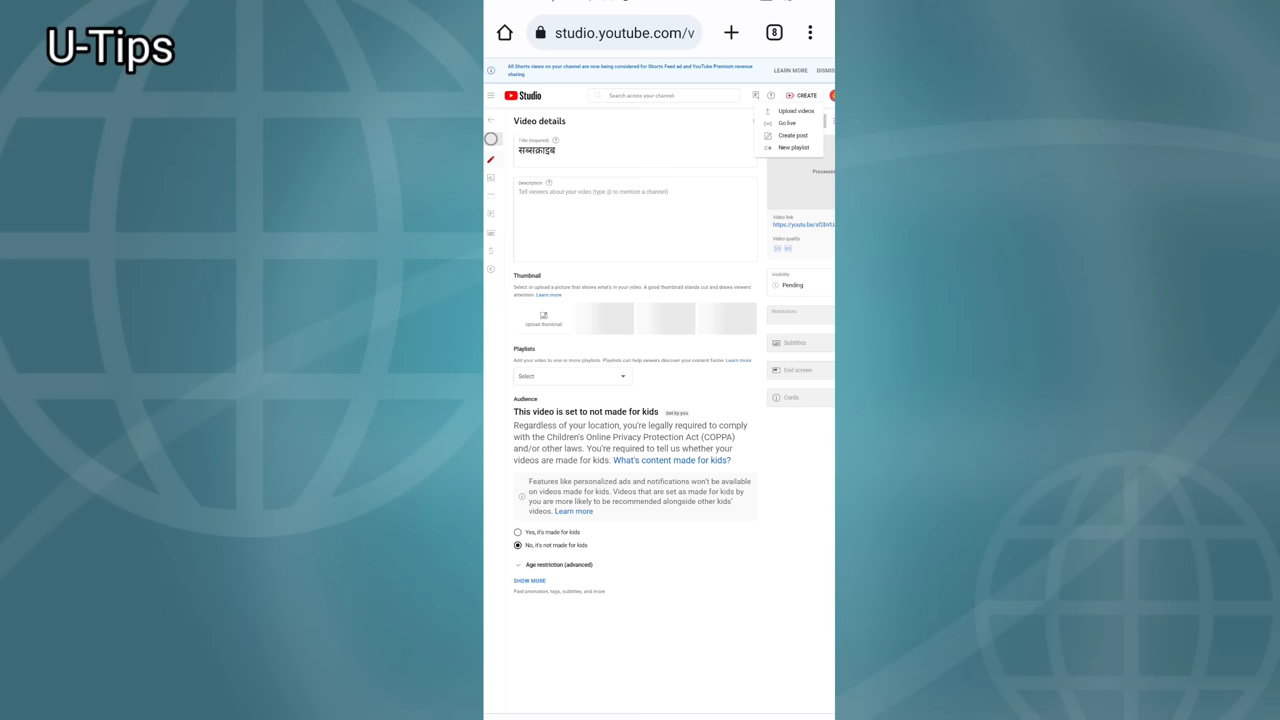 U-Tips
studio.youtube.com/v
8
All Shorts views on your channel are now being considered for Shorts Feed ad and YouTube Premium revenue
sharing
LEARN MORE
Studio
Search across your channel
CREATE
Upload videos
Go live
Create post
New playlist
Video details
Title (required)
सब्सक्राइब
Description
Tell viewers about your video (type @ to mention a channel)
Video link
Video quality
Visibility
Pending
Restrictions
Subtitles
End screen
Cards
Thumbnail
Select or upload a picture that shows what's in your video. A good thumbnail stands out and draws viewers'
attention. Learn more
Upload thumbnail
Playlists
Add your video to one or more playlists. Playlists can help viewers discover your content faster. Learn more
Select
Audience
This video is set to not made for kids Set by you
Regardless of your location, you're legally required to comply
with the Children's Online Privacy Protection Act (COPPA)
and/or other laws. You're required to tell us whether your
videos are made for kids. What's content made for kids?
Features like personalized ads and notifications won't be available
on videos made for kids. Videos that are set as made for kids by
you are more likely to be recommended alongside other kids'
videos. Learn more
Yes, it's made for kids
No, it's not made for kids
Age restriction (advanced)
SHOW MORE
Paid promotion, tags, subtitles, and more